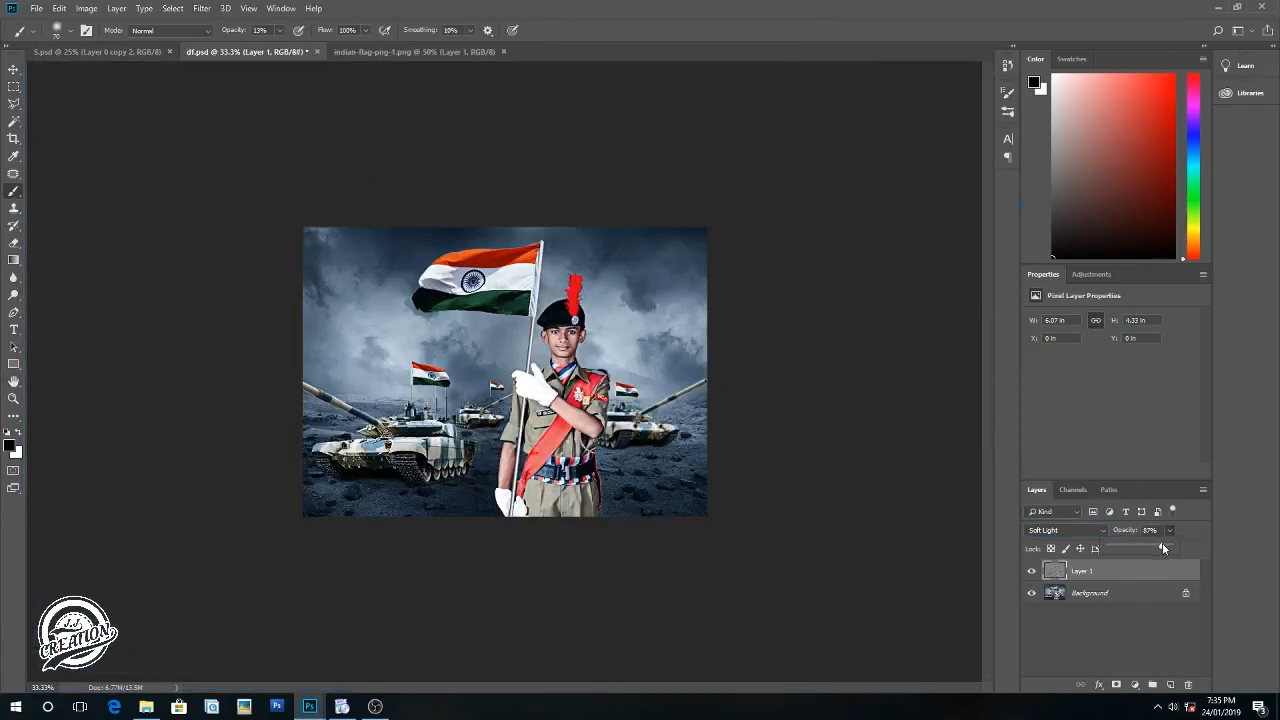 Ps File Edit Image Layer Type Select Filter 3D View Window Help
70 Mode: Normal Opacity: 13% Flow: 100% Smoothing: 10%
S.psd @ 25% (Layer 0 copy 2, RGB/8) × df.psd @ 33.3% (Layer 1, RGB/8#) * × indian-flag-png-1.png @ 50% (Layer 1, RGB/8) ×
Color Swatches
Learn
Libraries
Properties Adjustments
Pixel Layer Properties
W: 6.07 in H: 4.33 in
X: 0 in Y: 0 in
Layers Channels Paths
Kind
Soft Light Opacity: 87%
Lock:
Layer 1
Background
J.J
CREATION
33.33% Doc: 6.77M/13.5M
7:35 PM
24/01/2019